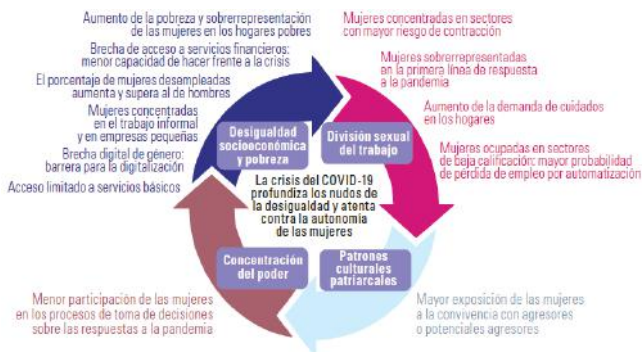 Aumento de la pobreza y sobrerrepresentación
de las mujeres en los hogares pobres
Brecha de acceso a servicios financieros:
menor capacidad de hacer frente a la crisis
El porcentaje de mujeres desempleadas
aumenta y supera al de hombres
Mujeres concentradas
en el trabajo informal
y en empresas pequeñas
Brecha digital de género:
barrera para la digitalización
Acceso limitado a servicios básicos
Desigualdad
socioeconómica
y pobreza
Mujeres concentradas en sectores
con mayor riesgo de contracción
Mujeres sobrerrepresentadas
en la primera línea de respuesta
a la pandemia
Aumento de la demanda de cuidados
en los hogares
Mujeres ocupadas en sectores
de baja calificación: mayor probabilidad
de pérdida de empleo por automatización
División sexual
del trabajo
La crisis del COVID-19
profundiza los nudos de
la desigualdad y atenta
contra la autonomía
de las mujeres
Concentración
del poder
Patrones
culturales
patriarcales
Menor participación de las mujeres
en los procesos de toma de decisiones
sobre las respuestas a la pandemia
Mayor exposición de las mujeres
a la convivencia con agresores
o potenciales agresores